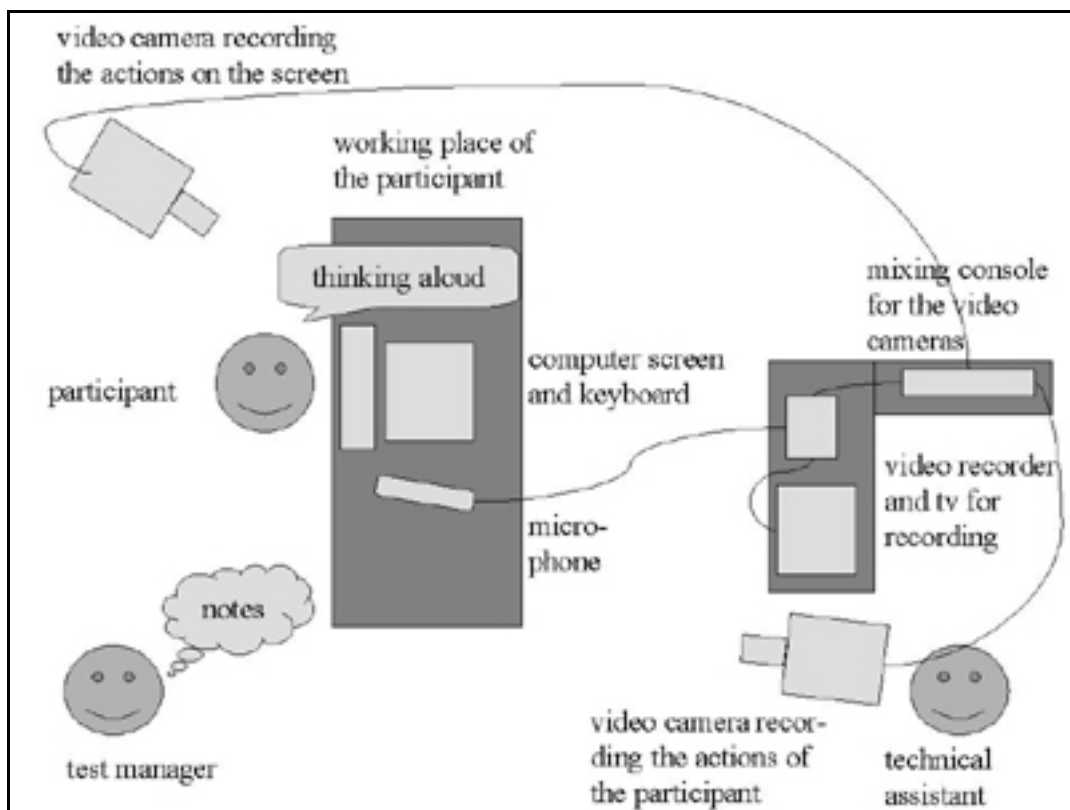 video camera recording
the actions on the screen
working place of
the participant
thinking aloud
mixing console
for the video
cameras
participant
computer screen
and keyboard
video recorder
and tv for
recording
micro-
phone
notes
test manager
video camera recor-
ding the actions of
the participant
technical
assistant